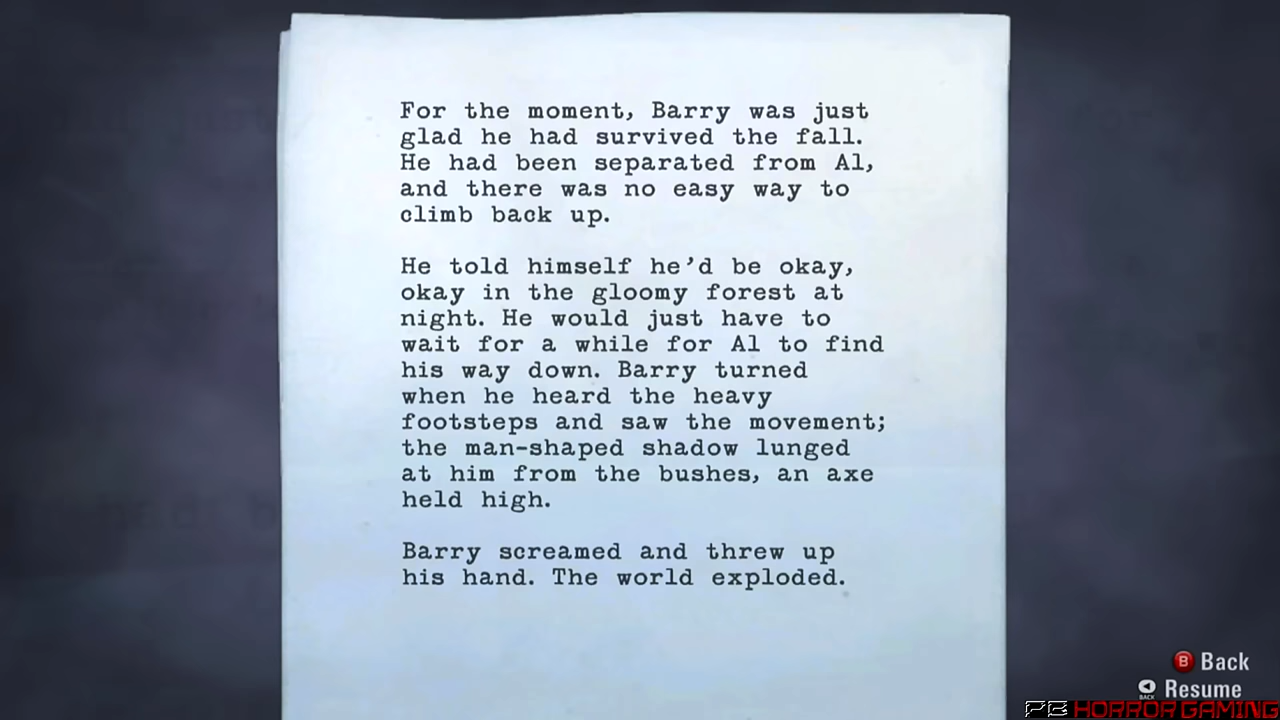 For the moment, Barry was just
glad he had survived the fall.
He had been separated from Al,
and there was no easy way to
climb back up.
He told himself he'd be okay,
okay in the gloomy forest at
night. He would just have to
wait for a while for Al to find
his way down. Barry turned
when he heard the heavy
footsteps and saw the movement;
the man-shaped shadow lunged
at him from the bushes, an axe
held high.
Barry screamed and threw up
his hand. The world exploded.
B Back
BACK Resume
PE HORROR GAMING